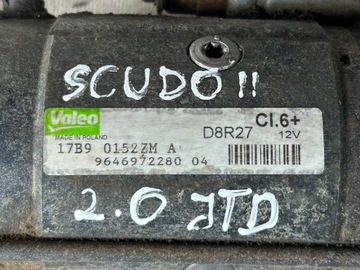 SCUDO !!
Valeo
MADE IN POLAND
D8R27
Cl.6+
12V
17B9 0152ZM A
9646972280 04
2.0 JTD